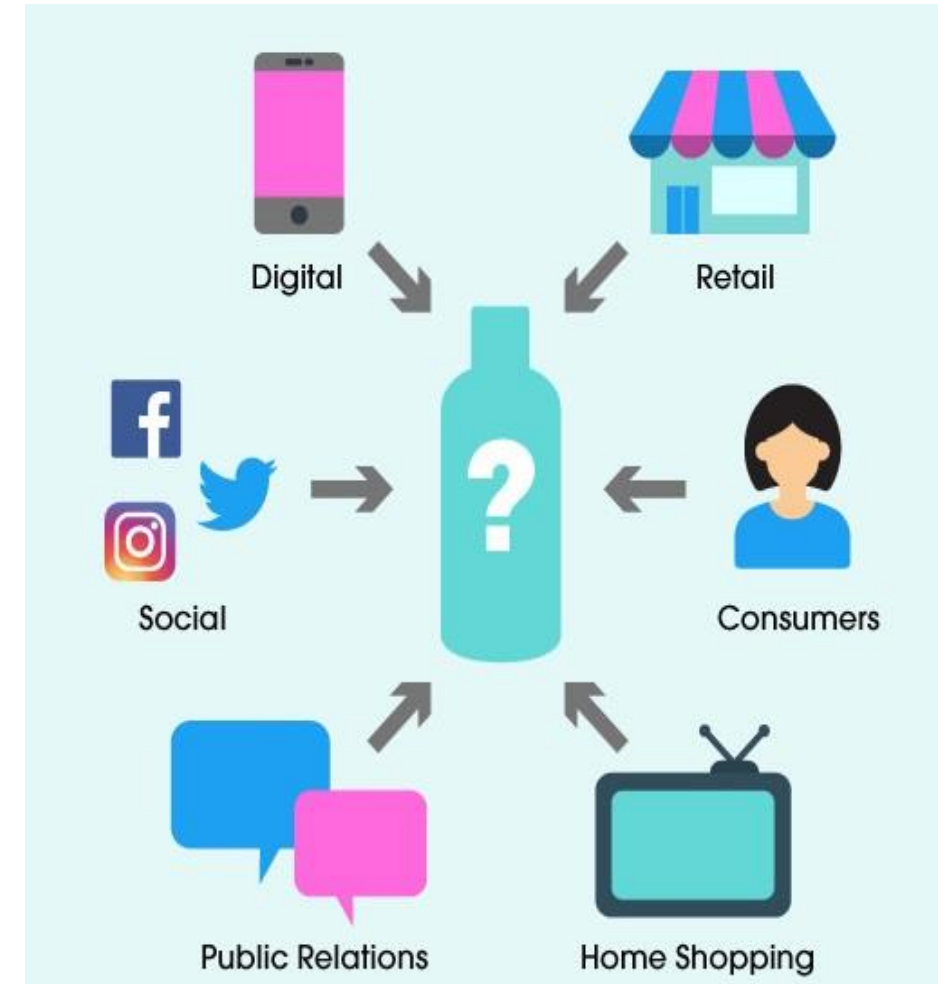 Digital
Retail
?
Social
Consumers
Public Relations
Home Shopping